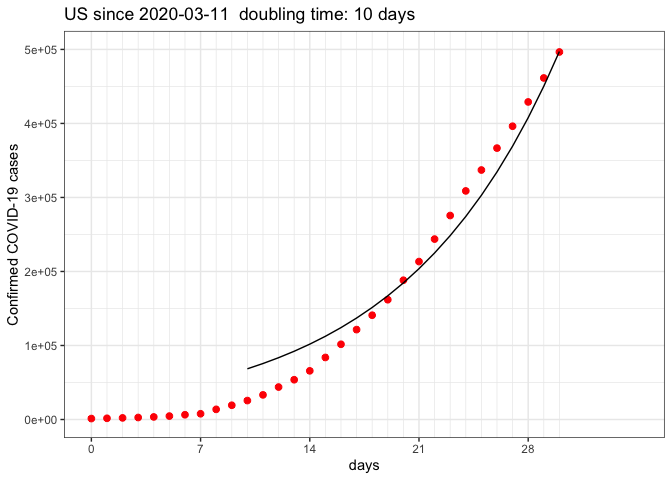 US since 2020-03-11  doubling time: 10 days
5e+05
4e+05
3e+05
2e+05
1e+05
0e+00
Confirmed COVID-19 cases
0 7 14 21 28
days